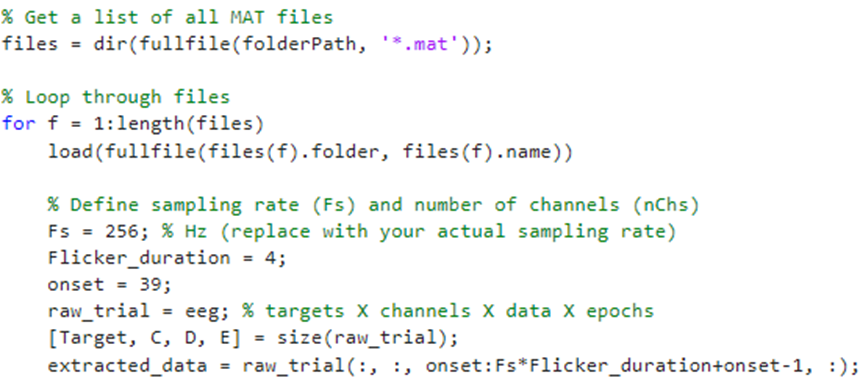 % Get a list of all MAT files
files = dir(fullfile(folderPath, '*.mat'));
% Loop through files
for f = 1:length(files)
load(fullfile(files(f).folder, files(f).name))
% Define sampling rate (Fs) and number of channels (nChs)
Fs = 256; % Hz (replace with your actual sampling rate)
Flicker_duration = 4;
onset = 39;
raw_trial = eeg; % targets X channels X data X epochs
[Target, C, D, E] = size(raw_trial);
extracted_data = raw_trial(:, :, onset:Fs*Flicker_duration+onset-1, :);